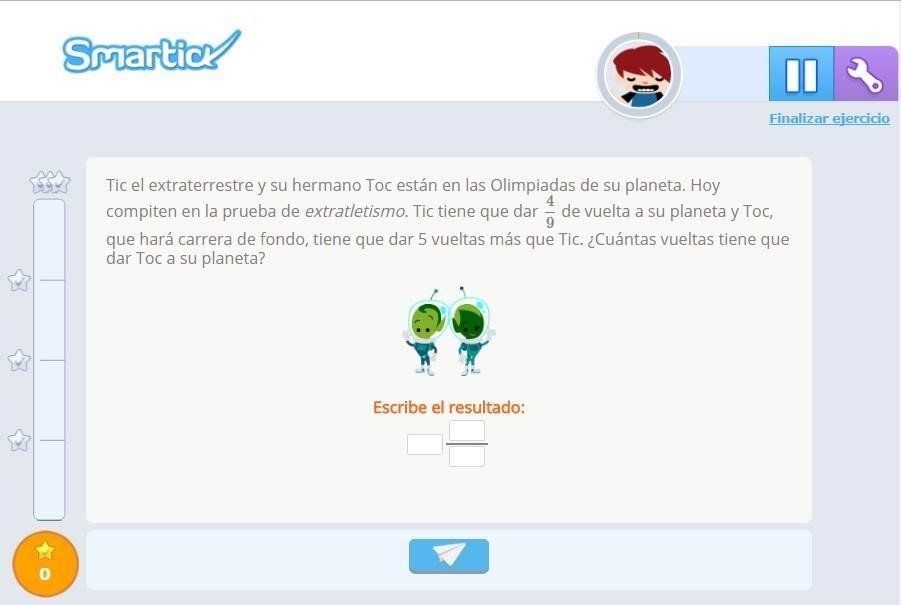 Smartick
Finalizar ejercicio
Tic el extraterrestre y su hermano Toc están en las Olimpiadas de su planeta. Hoy
compiten en la prueba de extratletismo. Tic tiene que dar 4/9 de vuelta a su planeta y Toc,
que hará carrera de fondo, tiene que dar 5 vueltas más que Tic. ¿Cuántas vueltas tiene que
dar Toc a su planeta?
Escribe el resultado:
0